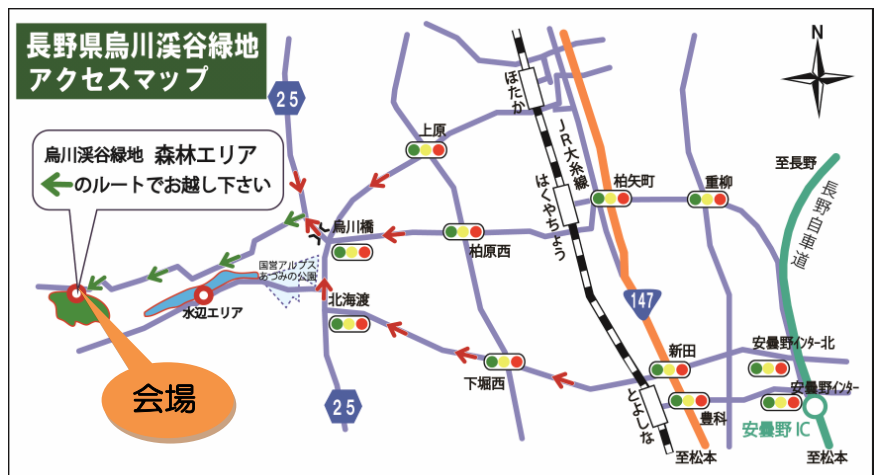 長野県烏川渓谷緑地
アクセスマップ
N
25
烏川渓谷緑地 森林エリア
のルートでお越し下さい
ほたか
JR大糸線
上原
至長野
長野自車道
はくやちょう
柏矢町
重柳
烏川橋
柏原西
国営アルプス
あづみの公園
水辺エリア
北海渡
147
会場
下堀西
新田
安曇野インター北
安曇野インター
とよしな
豊科
安曇野IC
25
至松本
至松本